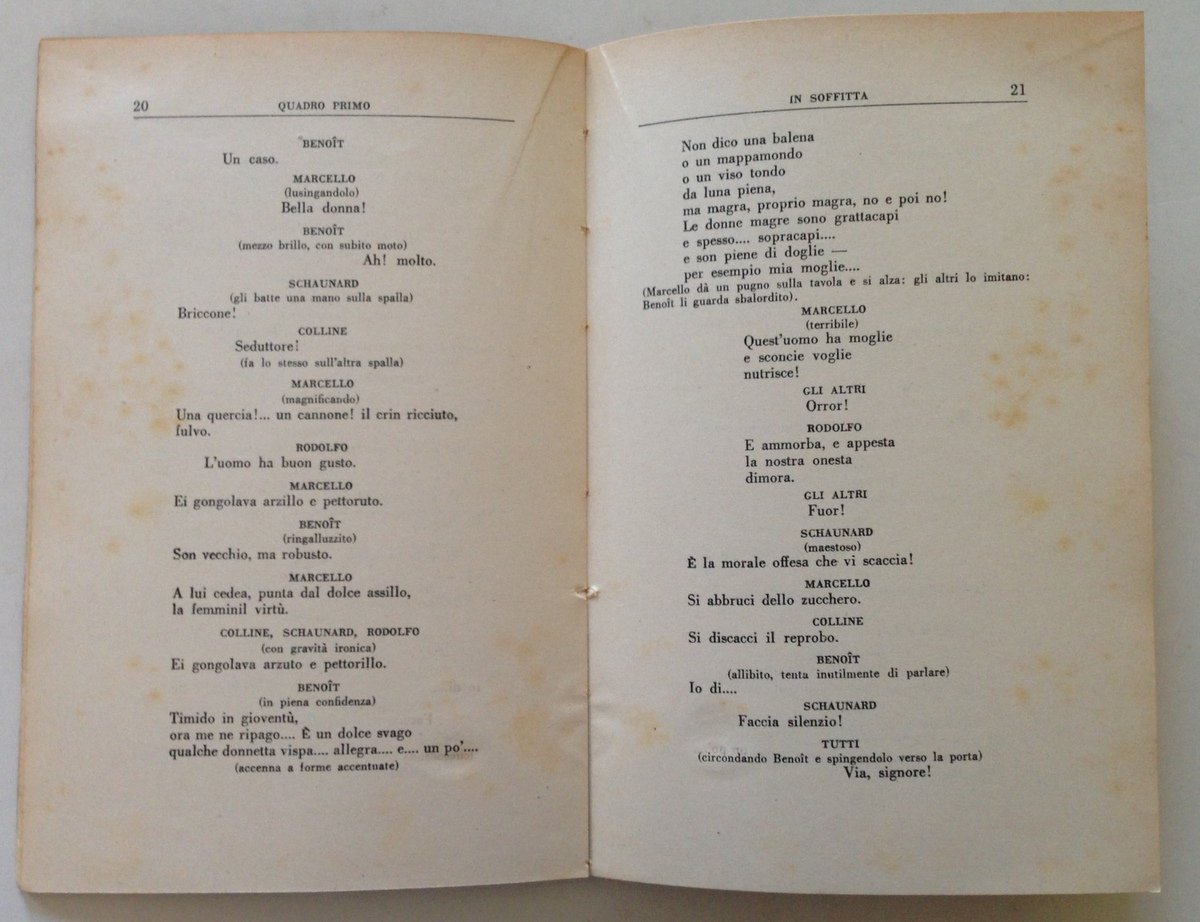 20
QUADRO PRIMO
BENOÎT
Un caso.
MARCELLO
(lusingandolo)
Bella donna!
BENOÎT
(mezzo brillo, con subito moto)
Ah! molto.
SCHAUNARD
(gli batte una mano sulla spalla)
Briccone!
COLLINE
Seduttore!
(fa lo stesso sull'altra spalla)
MARCELLO
(magnificando)
Una quercia!... un cannone! il crin ricciuto,
fulvo.
RODOLFO
L'uomo ha buon gusto.
MARCELLO
Ei gongolava arzillo e pettoruto.
BENOÎT
(ringalluzzito)
Son vecchio, ma robusto.
MARCELLO
A lui cedea, punta dal dolce assillo,
la femminil virtù.
COLLINE, SCHAUNARD, RODOLFO
(con gravità ironica)
Ei gongolava arzuto e pettorillo.
BENOÎT
(in piena confidenza)
Timido in gioventù,
ora me ne ripago.... È un dolce svago
qualche donnetta vispa.... allegra.... e.... un po'....
(accenna a forme accentuate)
IN SOFFITTA
21
Non dico una balena
o un mappamondo
o un viso tondo
da luna piena,
ma magra, proprio magra, no e poi no!
Le donne magre sono grattacapi
e spesso.... sopracapi....
e son piene di doglie —
per esempio mia moglie....
(Marcello dà un pugno sulla tavola e si alza: gli altri lo imitano:
Benoît li guarda sbalordito).
MARCELLO
(terribile)
Quest'uomo ha moglie
e sconcie voglie
nutrisce!
GLI ALTRI
Orror!
RODOLFO
E ammorba, e appesta
la nostra onesta
dimora.
GLI ALTRI
Fuor!
SCHAUNARD
(maestoso)
È la morale offesa che vi scaccia!
MARCELLO
Si abbruci dello zucchero.
COLLINE
Si discacci il reprobo.
BENOÎT
(allibito, tenta inutilmente di parlare)
Io di....
SCHAUNARD
Faccia silenzio!
TUTTI
(circondando Benoît e spingendolo verso la porta)
Via, signore!